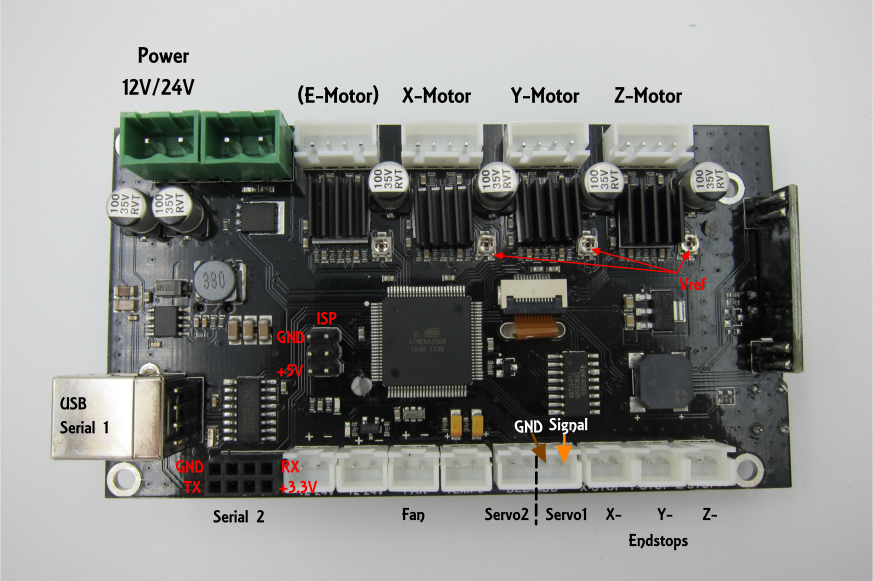 Power
12V/24V
(E-Motor)
X-Motor
Y-Motor
Z-Motor
100
35V
RVT
100
35V
RVT
100
35V
RVT
100
35V
RVT
100
35V
RVT
100
35V
RVT
Vref
330
ISP
GND
+5V
ATMEGA2560
USB
Serial 1
GND
Signal
GND
RX
TX
+3.3V
Serial 2
Fan
Servo2
Servo1
X-
Y-
Z-
Endstops